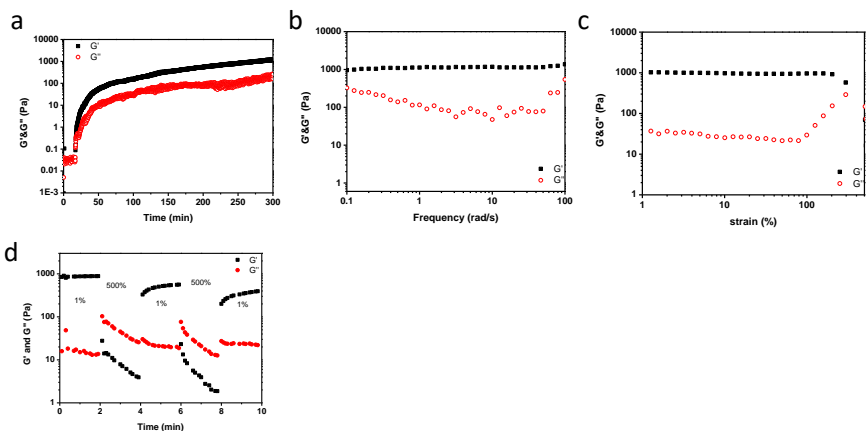 a
G'
G''
G'&G'' (Pa)
10000
1000
100
10
1
0.1
0.01
1E-3
0
50
100
150
200
250
300
Time (min)
b
G'&G'' (Pa)
10000
1000
100
10
1
0.1
1
10
100
G'
G''
Frequency (rad/s)
c
G'&G'' (Pa)
10000
1000
100
10
1
1
10
100
G'
G''
strain (%)
d
G'
G''
G' and G'' (Pa)
1000
100
10
1
500%
500%
1%
1%
1%
0
2
4
6
8
10
Time (min)